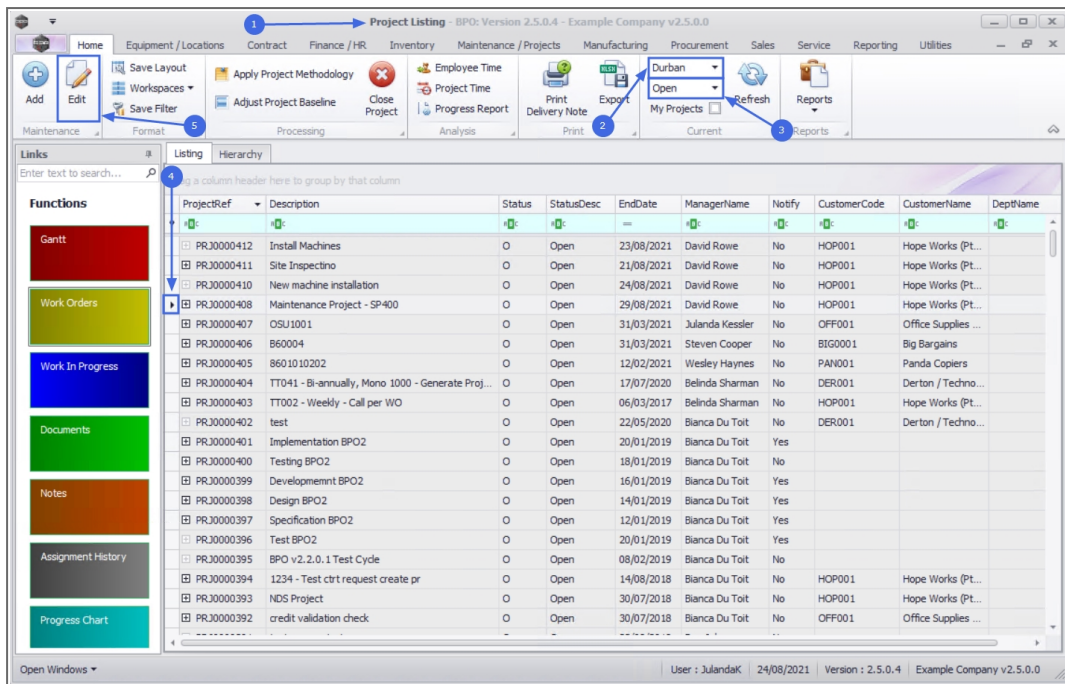 1
Project Listing - BPO: Version 2.5.0.4 - Example Company v2.5.0.0
Home Equipment / Locations Contract Finance / HR Inventory Maintenance / Projects Manufacturing Procurement Sales Service Reporting Utilities
Add
Edit
Save Layout
Workspaces
Save Filter
Apply Project Methodology
Adjust Project Baseline
Close Project
Employee Time
Project Time
Progress Report
Print Delivery Note
Export
Durban
Open
My Projects
Refresh
Reports
5
2
3
Maintenance Format Processing Analysis Print Current Reports
Links
Enter text to search...
Functions
Gantt
Work Orders
Work In Progress
Documents
Notes
Assignment History
Progress Chart
Listing Hierarchy
4
a column header here to group by that column
ProjectRef Description Status StatusDesc EndDate ManagerName Notify CustomerCode CustomerName DeptName
PRJ0000412 Install Machines O Open 23/08/2021 David Rowe No HOP001 Hope Works (Pt...
PRJ0000411 Site Inspectino O Open 21/08/2021 David Rowe No HOP001 Hope Works (Pt...
PRJ0000410 New machine installation O Open 24/08/2021 David Rowe No HOP001 Hope Works (Pt...
PRJ0000408 Maintenance Project - SP400 O Open 29/08/2021 David Rowe No HOP001 Hope Works (Pt...
PRJ0000407 OSU1001 O Open 31/03/2021 Julanda Kessler No OFF001 Office Supplies ...
PRJ0000406 B60004 O Open 31/03/2021 Steven Cooper No BIG0001 Big Bargains
PRJ0000405 8601010202 O Open 12/02/2021 Wesley Haynes No PAN001 Panda Copiers
PRJ0000404 TT041 - Bi-annually, Mono 1000 - Generate Proj... O Open 17/07/2020 Belinda Sharman No DER001 Derton / Techno...
PRJ0000403 TT002 - Weekly - Call per WO O Open 06/03/2017 Belinda Sharman No HOP001 Hope Works (Pt...
PRJ0000402 test O Open 22/05/2020 Bianca Du Toit No DER001 Derton / Techno...
PRJ0000401 Implementation BPO2 O Open 20/01/2019 Bianca Du Toit Yes
PRJ0000400 Testing BPO2 O Open 18/01/2019 Bianca Du Toit No
PRJ0000399 Developmemnt BPO2 O Open 16/01/2019 Bianca Du Toit Yes
PRJ0000398 Design BPO2 O Open 14/01/2019 Bianca Du Toit Yes
PRJ0000397 Specification BPO2 O Open 12/01/2019 Bianca Du Toit Yes
PRJ0000396 Test BPO2 O Open 20/01/2019 Bianca Du Toit Yes
PRJ0000395 BPO v2.2.0.1 Test Cycle O Open 08/02/2019 Bianca Du Toit No
PRJ0000394 1234 - Test ctrt request create pr O Open 14/08/2018 Bianca Du Toit No HOP001 Hope Works (Pt...
PRJ0000393 NDS Project O Open 30/07/2018 Bianca Du Toit No HOP001 Hope Works (Pt...
PRJ0000392 credit validation check O Open 30/07/2018 Bianca Du Toit No OFF001 Office Supplies ...
Open Windows User : JulandaK 24/08/2021 Version : 2.5.0.4 Example Company v2.5.0.0